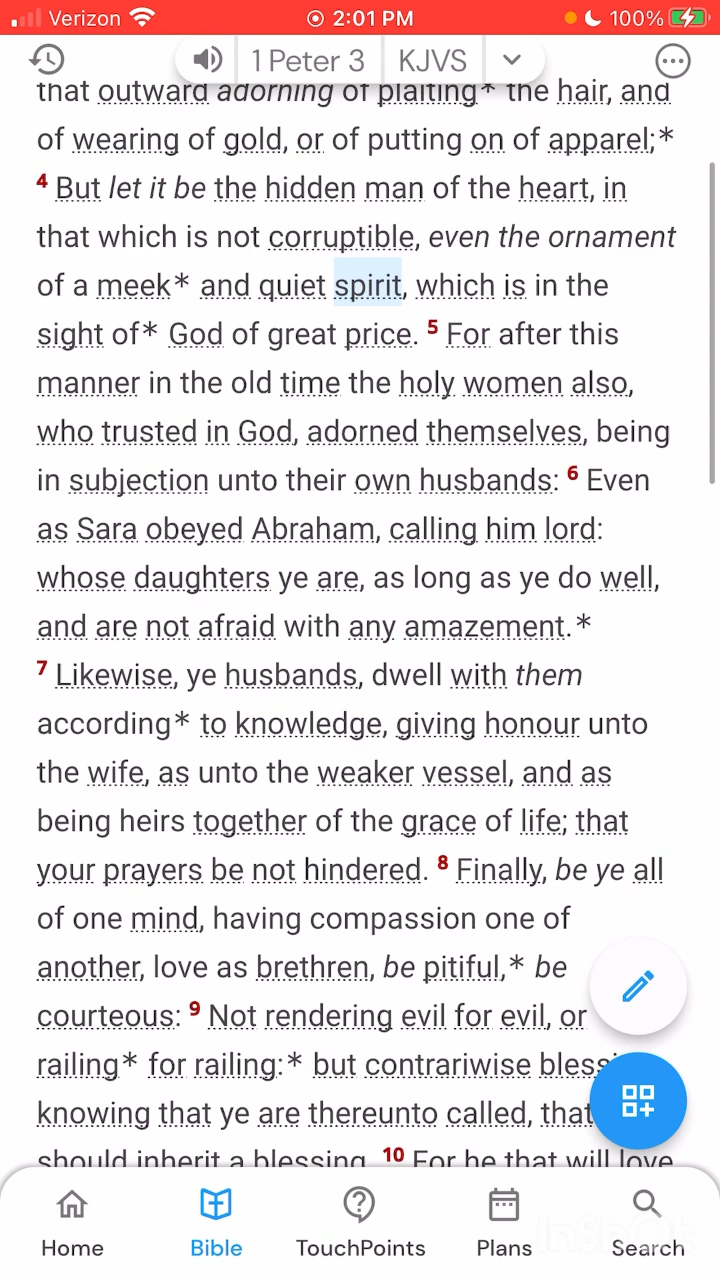 Verizon 2:01 PM 100%
1 Peter 3 KJVS
that outward adorning of plaiting* the hair, and
of wearing of gold, or of putting on of apparel;*
4 But let it be the hidden man of the heart, in
that which is not corruptible, even the ornament
of a meek* and quiet spirit, which is in the
sight of* God of great price. 5 For after this
manner in the old time the holy women also,
who trusted in God, adorned themselves, being
in subjection unto their own husbands: 6 Even
as Sara obeyed Abraham, calling him lord:
whose daughters ye are, as long as ye do well,
and are not afraid with any amazement.*
7 Likewise, ye husbands, dwell with them
according* to knowledge, giving honour unto
the wife, as unto the weaker vessel, and as
being heirs together of the grace of life; that
your prayers be not hindered. 8 Finally, be ye all
of one mind, having compassion one of
another, love as brethren, be pitiful,* be
courteous: 9 Not rendering evil for evil, or
railing* for railing:* but contrariwise blessi
knowing that ye are thereunto called, that
should inherit a blessing. 10 For he that will love
Home Bible TouchPoints Plans Search
InShot